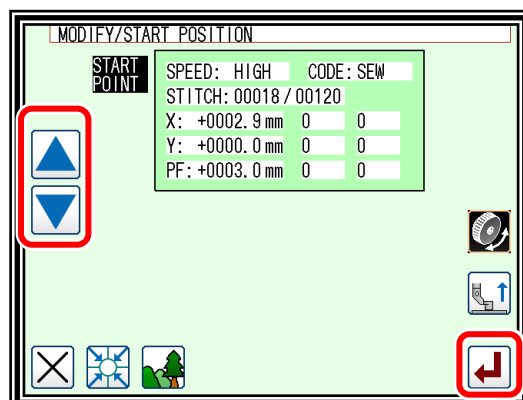 MODIFY/START POSITION
START
POINT
SPEED: HIGH CODE: SEW
STITCH: 00018 / 00120
X: +0002.9 mm 0 0
Y: +0000.0 mm 0 0
PF: +0003.0 mm 0 0